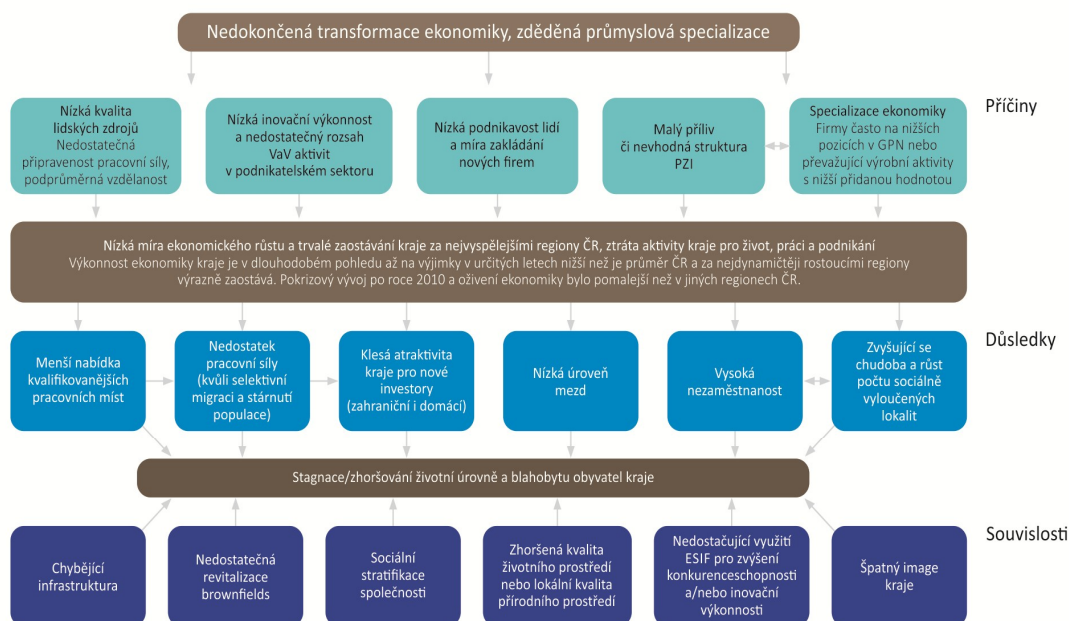 Nedokončená transformace ekonomiky, zděděná průmyslová specializace
Příčiny
Nízká kvalita
lidských zdrojů
Nedostatečná
připravenost pracovní síly,
podprůměrná vzdělanost
Nízká inovační výkonnost
a nedostatečný rozsah
VaV aktivit
v podnikatelském sektoru
Nízká podnikavost lidí
a míra zakládání
nových firem
Malý příliv
či nevhodná struktura
PZI
Specializace ekonomiky
Firmy často na nižších
pozicích v GPN nebo
převažující výrobní aktivity
s nižší přidanou hodnotou
Nízká míra ekonomického růstu a trvalé zaostávání kraje za nejvyspělejšími regiony ČR, ztráta aktivity kraje pro život, práci a podnikání
Výkonnost ekonomiky kraje je v dlouhodobém pohledu až na výjimky v určitých letech nižší než je průměr ČR a za nejdynamičtěji rostoucími regiony
výrazně zaostává. Pokrizový vývoj po roce 2010 a oživení ekonomiky bylo pomalejší než v jiných regionech ČR.
Důsledky
Menší nabídka
kvalifikovanějších
pracovních míst
Nedostatek
pracovní síly
(kvůli selektivní
migraci a stárnutí
populace)
Klesá atraktivita
kraje pro nové
investory
(zahraniční i domácí)
Nízká úroveň
mezd
Vysoká
nezaměstnanost
Zvyšující se
chudoba a růst
počtu sociálně
vyloučených
lokalit
Stagnace/zhoršování životní úrovně a blahobytu obyvatel kraje
Souvislosti
Chybějící
infrastruktura
Nedostatečná
revitalizace
brownfields
Sociální
stratifikace
společnosti
Zhoršená kvalita
životního prostředí
nebo lokální kvalita
přírodního prostředí
Nedostačující využití
ESIF pro zvýšení
konkurenceschopnosti
a/nebo inovační
výkonnosti
Špatný image
kraje